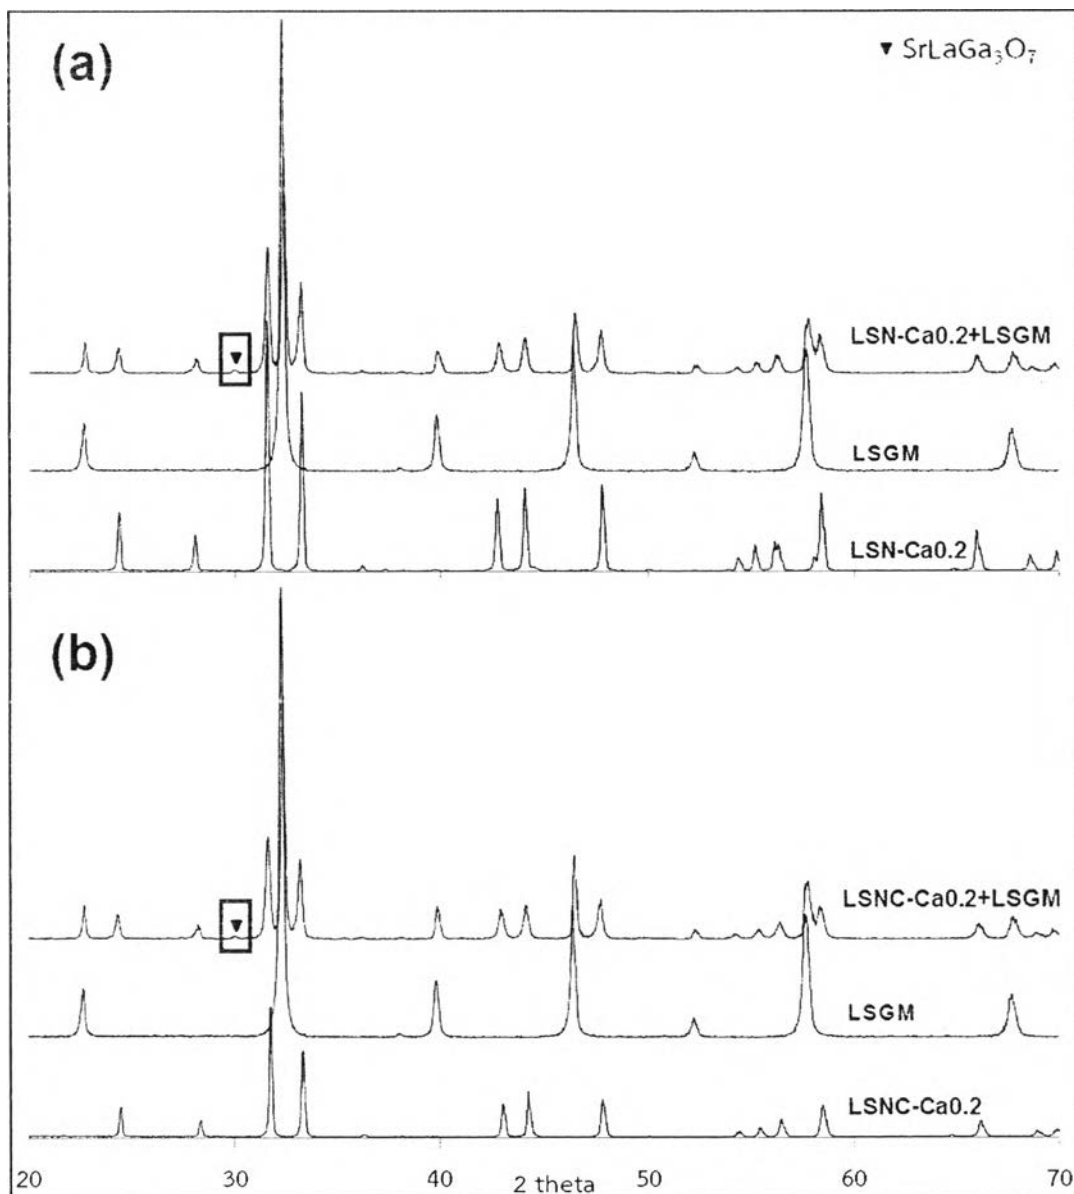 (a)
▼ SrLaGa₃O₇
LSN-Ca0.2+LSGM
LSGM
LSN-Ca0.2
(b)
LSNC-Ca0.2+LSGM
LSGM
LSNC-Ca0.2
20 30 40 50 60 70
2 theta